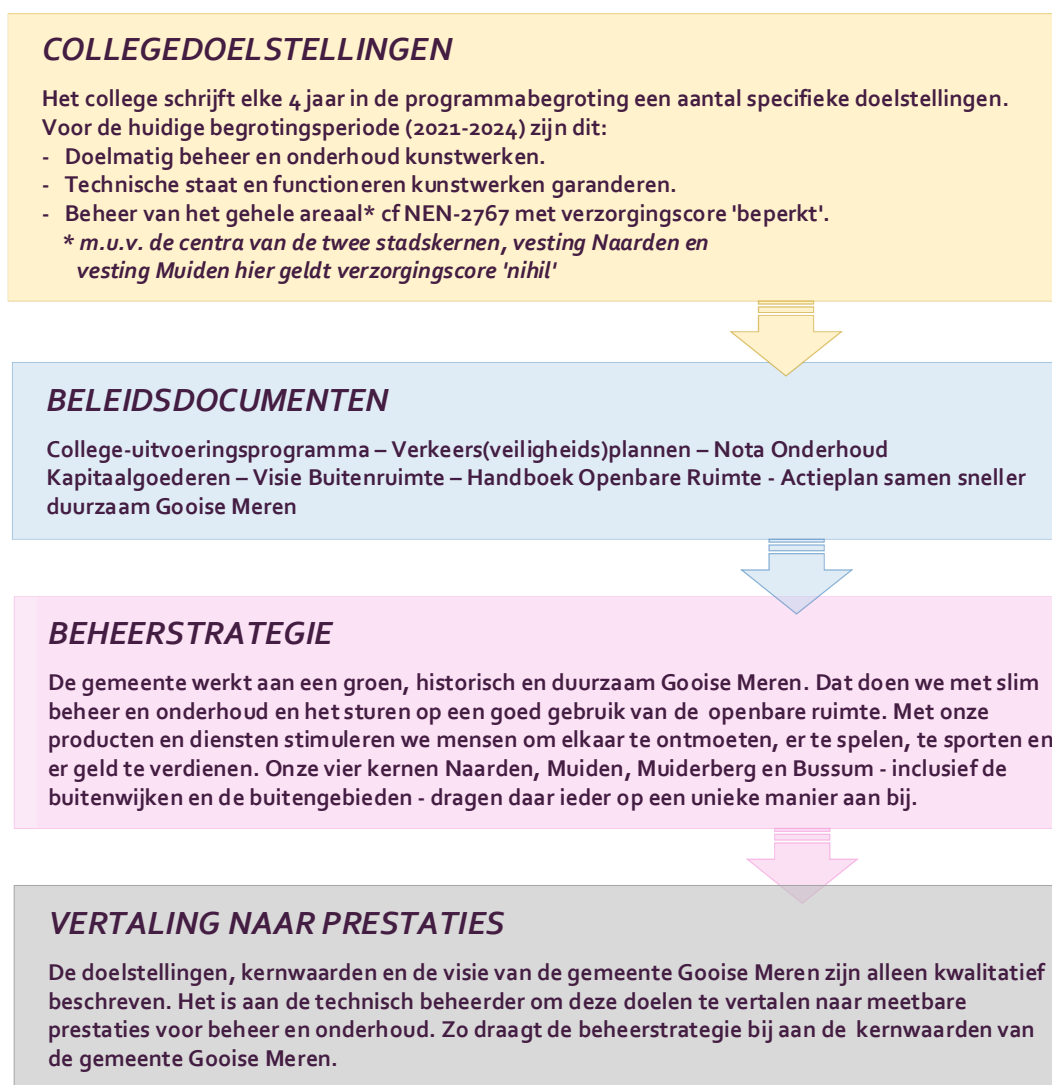 COLLEGEDOELSTELLINGEN
Het college schrijft elke 4 jaar in de programmabegroting een aantal specifieke doelstellingen.
Voor de huidige begrotingsperiode (2021-2024) zijn dit:
- Doelmatig beheer en onderhoud kunstwerken.
- Technische staat en functioneren kunstwerken garanderen.
- Beheer van het gehele areaal* cf NEN-2767 met verzorgingscore 'beperkt'.
* m.u.v. de centra van de twee stadskernen, vesting Naarden en
vesting Muiden hier geldt verzorgingscore 'nihil'
BELEIDSDOCUMENTEN
College-uitvoeringsprogramma – Verkeers(veiligheids)plannen – Nota Onderhoud
Kapitaalgoederen – Visie Buitenruimte – Handboek Openbare Ruimte - Actieplan samen sneller
duurzaam Gooise Meren
BEHEERSTRATEGIE
De gemeente werkt aan een groen, historisch en duurzaam Gooise Meren. Dat doen we met slim
beheer en onderhoud en het sturen op een goed gebruik van de openbare ruimte. Met onze
producten en diensten stimuleren we mensen om elkaar te ontmoeten, er te spelen, te sporten en
er geld te verdienen. Onze vier kernen Naarden, Muiden, Muiderberg en Bussum - inclusief de
buitenwijken en de buitengebieden - dragen daar ieder op een unieke manier aan bij.
VERTALING NAAR PRESTATIES
De doelstellingen, kernwaarden en de visie van de gemeente Gooise Meren zijn alleen kwalitatief
beschreven. Het is aan de technisch beheerder om deze doelen te vertalen naar meetbare
prestaties voor beheer en onderhoud. Zo draagt de beheerstrategie bij aan de kernwaarden van
de gemeente Gooise Meren.